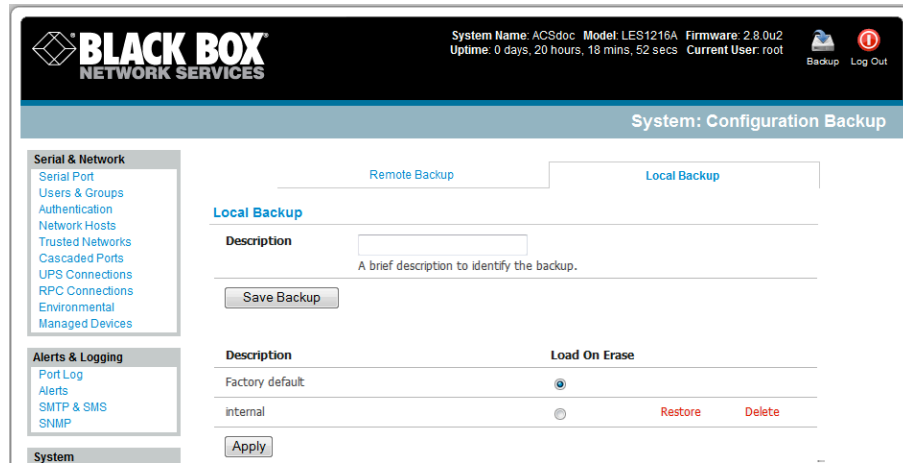 BLACK BOX
NETWORK SERVICES
System Name: ACSdoc Model: LES1216A Firmware: 2.8.0u2
Uptime: 0 days, 20 hours, 18 mins, 52 secs Current User: root
Backup
Log Out
System: Configuration Backup
Serial & Network
Serial Port
Users & Groups
Authentication
Network Hosts
Trusted Networks
Cascaded Ports
UPS Connections
RPC Connections
Environmental
Managed Devices
Alerts & Logging
Port Log
Alerts
SMTP & SMS
SNMP
System
Remote Backup
Local Backup
Local Backup
Description
A brief description to identify the backup.
Save Backup
Description Load On Erase
Factory default
internal Restore Delete
Apply